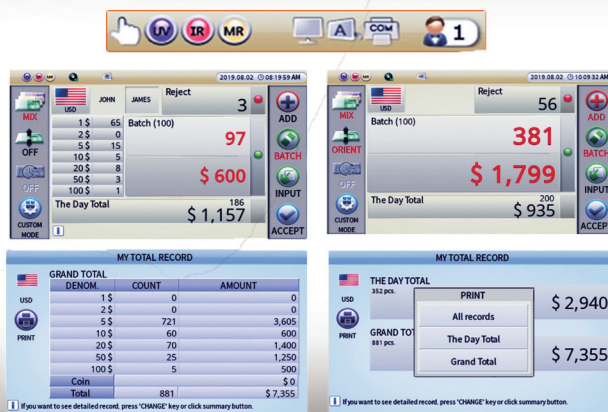 UV IR MR A COM 1
2019.08.02 08 19 59 AM
MIX
USD
JOHN
JAMES
Reject
3
ADD
1 $ 65
2 $ 0
5 $ 15
10 $ 5
20 $ 8
50 $ 3
100 $ 1
Batch (100)
97
$ 600
OFF
OFF
CUSTOM
MODE
BATCH
INPUT
ACCEPT
The Day Total
186
$ 1,157
2019.08.02 10 09 32 AM
MIX
USD
Reject
56
ADD
Batch (100)
381
$ 1,799
ORIENT
OFF
CUSTOM
MODE
BATCH
INPUT
ACCEPT
The Day Total
200
$ 935
MY TOTAL RECORD
GRAND TOTAL
USD
PRINT
DENOM. COUNT AMOUNT
1 $ 0 0
2 $ 0 0
5 $ 721 3,605
10 $ 60 600
20 $ 70 1,400
50 $ 25 1,250
100 $ 5 500
Coin $ 0
Total 881 $ 7,355
If you want to see detailed record, press "CHANGE" key or click summary button.
MY TOTAL RECORD
USD
PRINT
THE DAY TOTAL
352 pcs.
$ 2,940
GRAND TOT
881 pcs.
$ 7,355
PRINT
All records
The Day Total
Grand Total
If you want to see detailed record, press "CHANGE" key or click summary button.